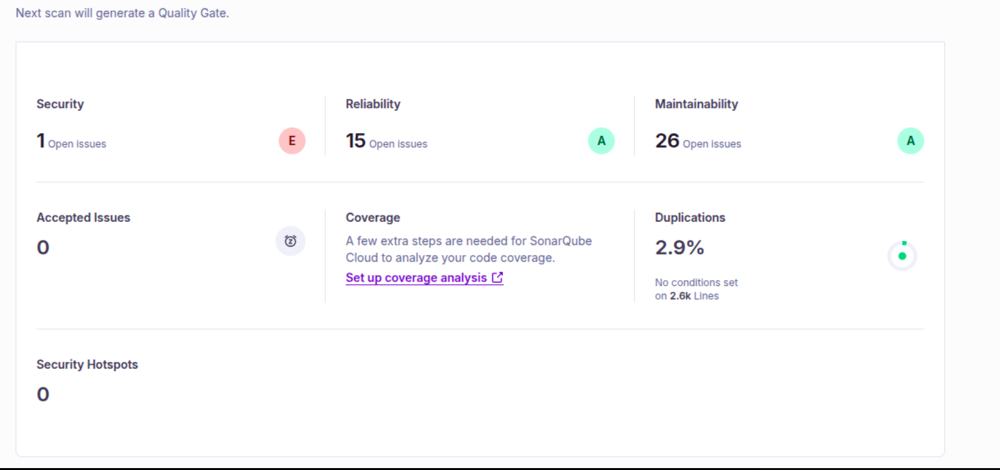 Next scan will generate a Quality Gate.
Security
1 Open issues
E
Reliability
15 Open issues
A
Maintainability
26 Open issues
A
Accepted Issues
0
Coverage
A few extra steps are needed for SonarQube
Cloud to analyze your code coverage.
Set up coverage analysis
Duplications
2.9%
No conditions set
on 2.6k Lines
Security Hotspots
0